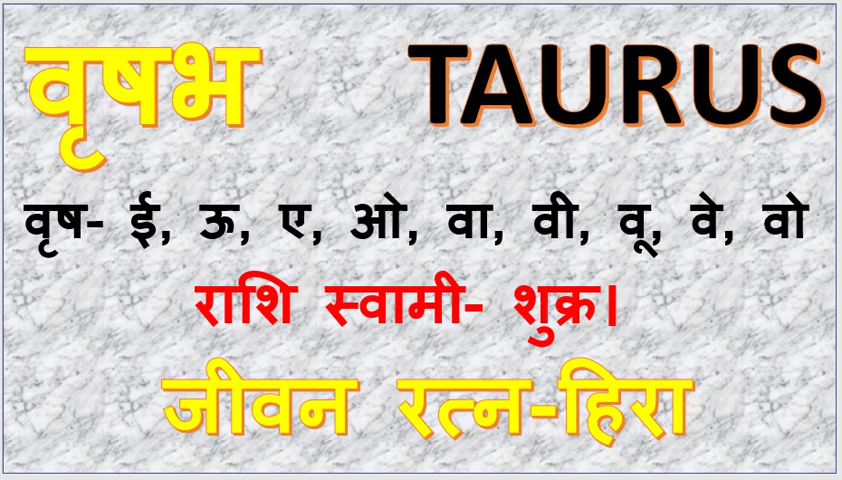 वृषभ TAURUS
वृष- ई, ऊ, ए, ओ, वा, वी, वू, वे, वो
राशि स्वामी- शुक्र।
जीवन रत्न-हिरा